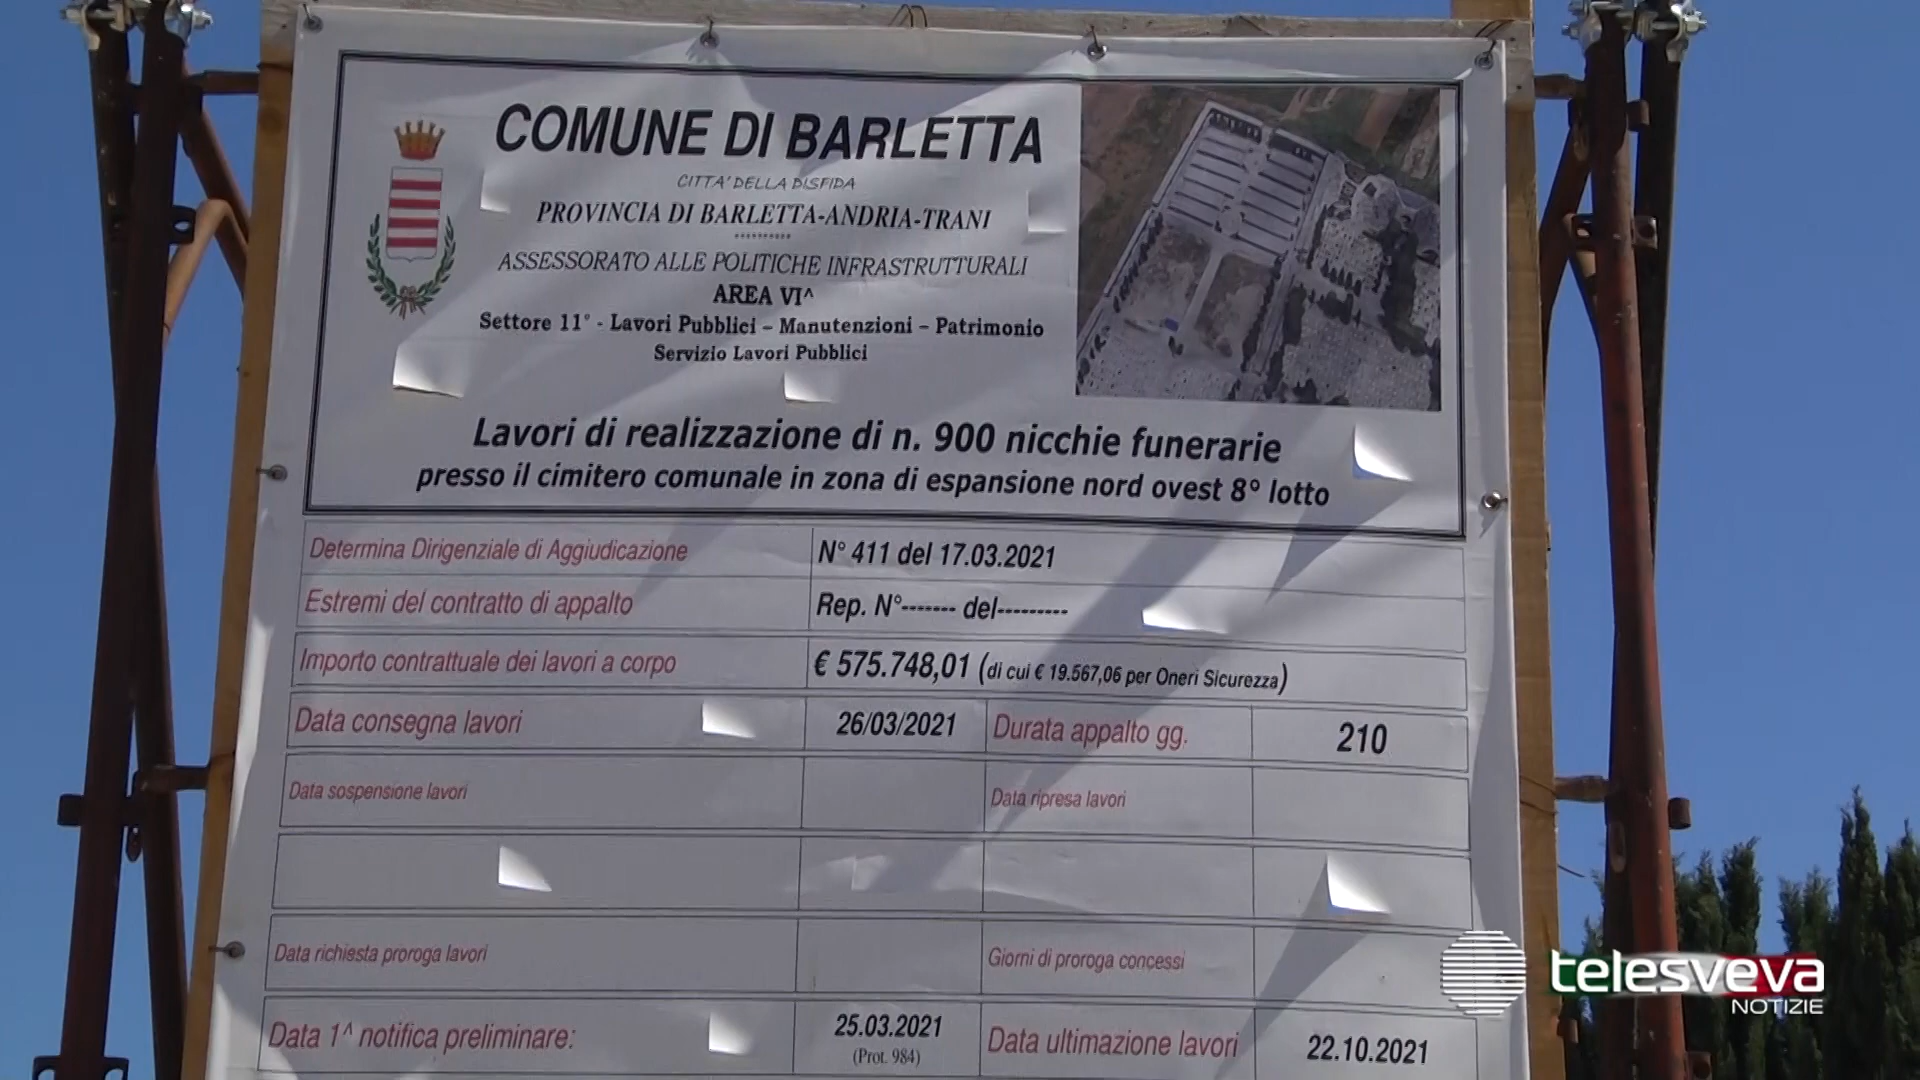 COMUNE DI BARLETTA
CITTA' DELLA DISFIDA
PROVINCIA DI BARLETTA-ANDRIA-TRANI
**********
ASSESSORATO ALLE POLITICHE INFRASTRUTTURALI
AREA VI^
Settore 11° - Lavori Pubblici – Manutenzioni – Patrimonio
Servizio Lavori Pubblici
Lavori di realizzazione di n. 900 nicchie funerarie
presso il cimitero comunale in zona di espansione nord ovest 8° lotto
Determina Dirigenziale di Aggiudicazione N° 411 del 17.03.2021
Estremi del contratto di appalto Rep. N°------- del---------
Importo contrattuale dei lavori a corpo € 575.748,01 (di cui € 19.567,06 per Oneri Sicurezza)
Data consegna lavori 26/03/2021 Durata appalto gg. 210
Data sospensione lavori Data ripresa lavori
Data richiesta proroga lavori Giorni di proroga concessi
Data 1^ notifica preliminare: 25.03.2021 Data ultimazione lavori 22.10.2021
(Prot. 984)
telesveva
NOTIZIE